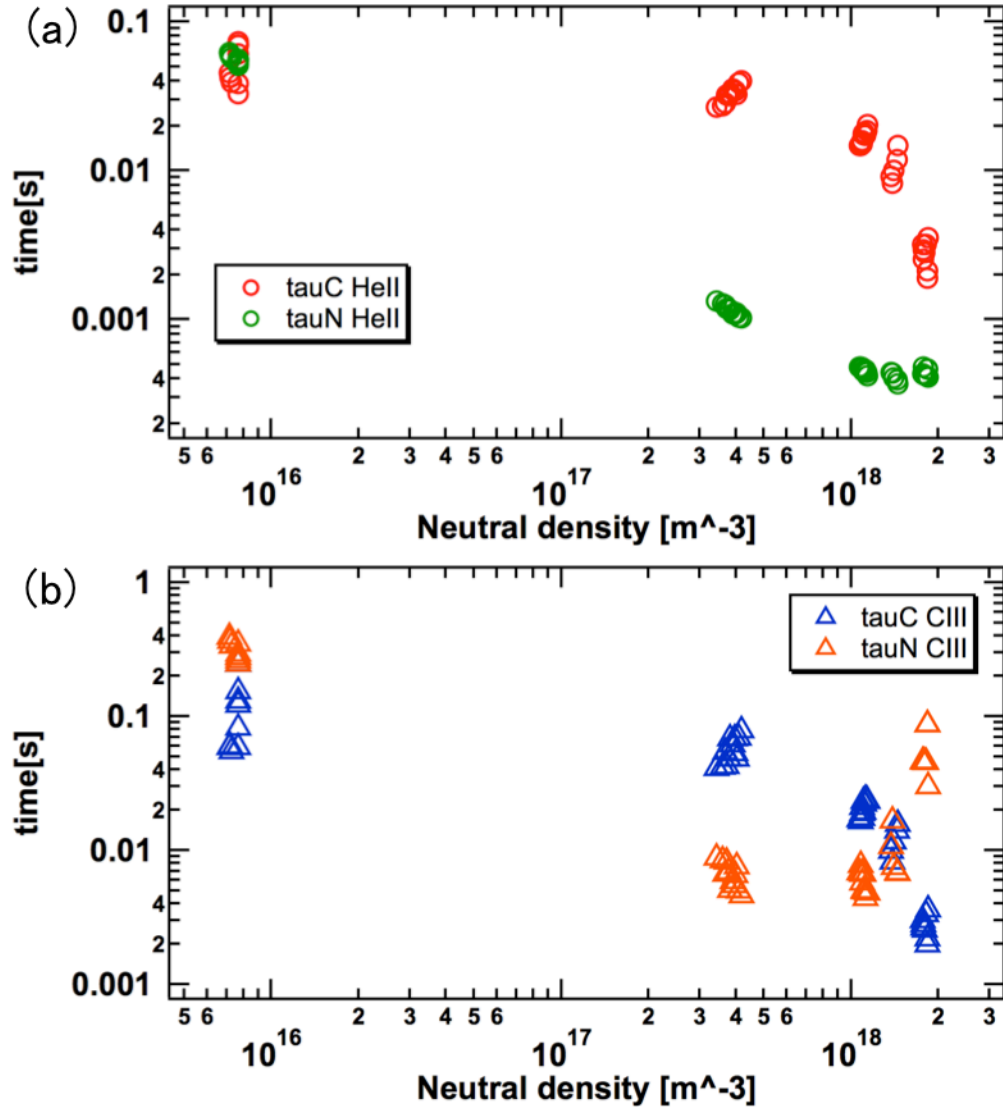 (a)
0.1
4
2
0.01
4
2
0.001
4
2
time[s]
tauC HeII
tauN HeII
5 6 10^16 2 3 4 5 6 10^17 2 3 4 5 6 10^18 2 3
Neutral density [m^-3]
(b)
1
4
2
0.1
4
2
0.01
4
2
0.001
time[s]
tauC CIII
tauN CIII
5 6 10^16 2 3 4 5 6 10^17 2 3 4 5 6 10^18 2 3
Neutral density [m^-3]